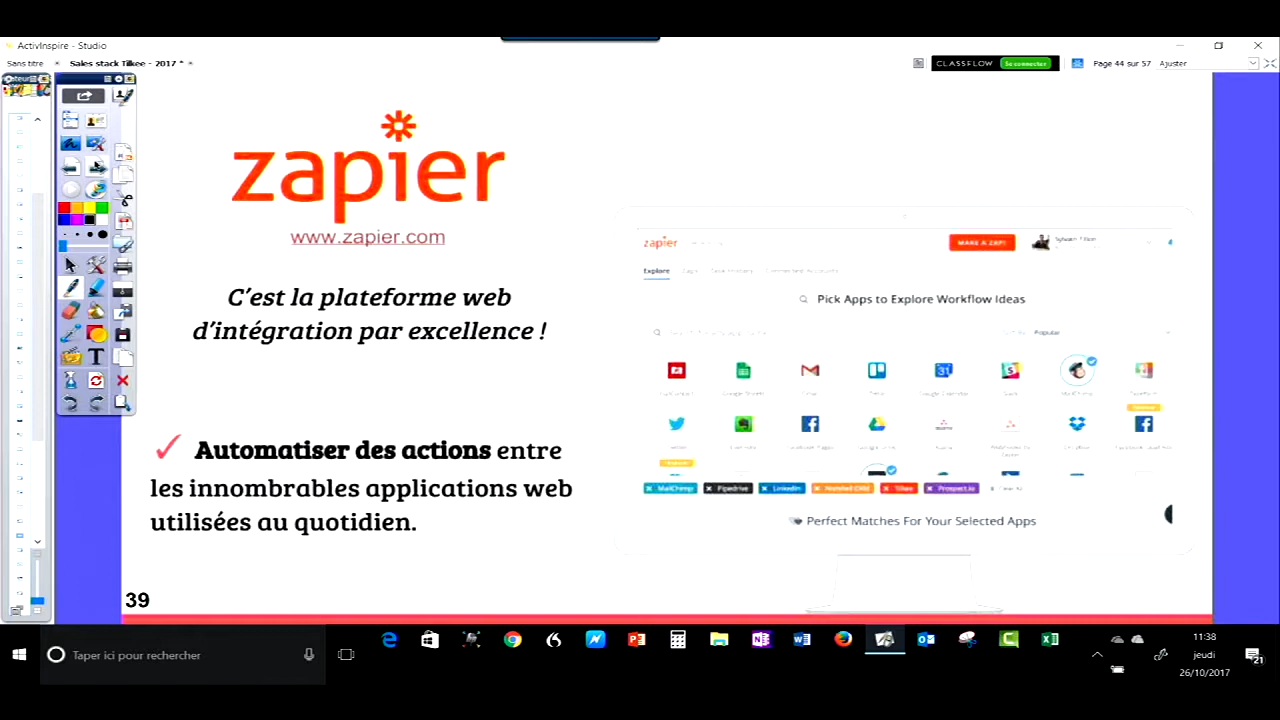 ActivInspire - Studio
Sans titre
Sales stack Tilkee - 2017 *
CLASSFLOW
Se connecter
Page 44 sur 57
Ajuster
zapier
www.zapier.com
C'est la plateforme web
d'intégration par excellence !
✓ Automatiser des actions entre
les innombrables applications web
utilisées au quotidien.
39
zapier
MAKE A ZAP!
Explore
Pick Apps to Explore Workflow Ideas
Popular
MailChimp
Pipedrive
LinkedIn
Nutshell CRM
Tilkee
Prospect.io
Perfect Matches For Your Selected Apps
Taper ici pour rechercher
11:38
jeudi
26/10/2017
21